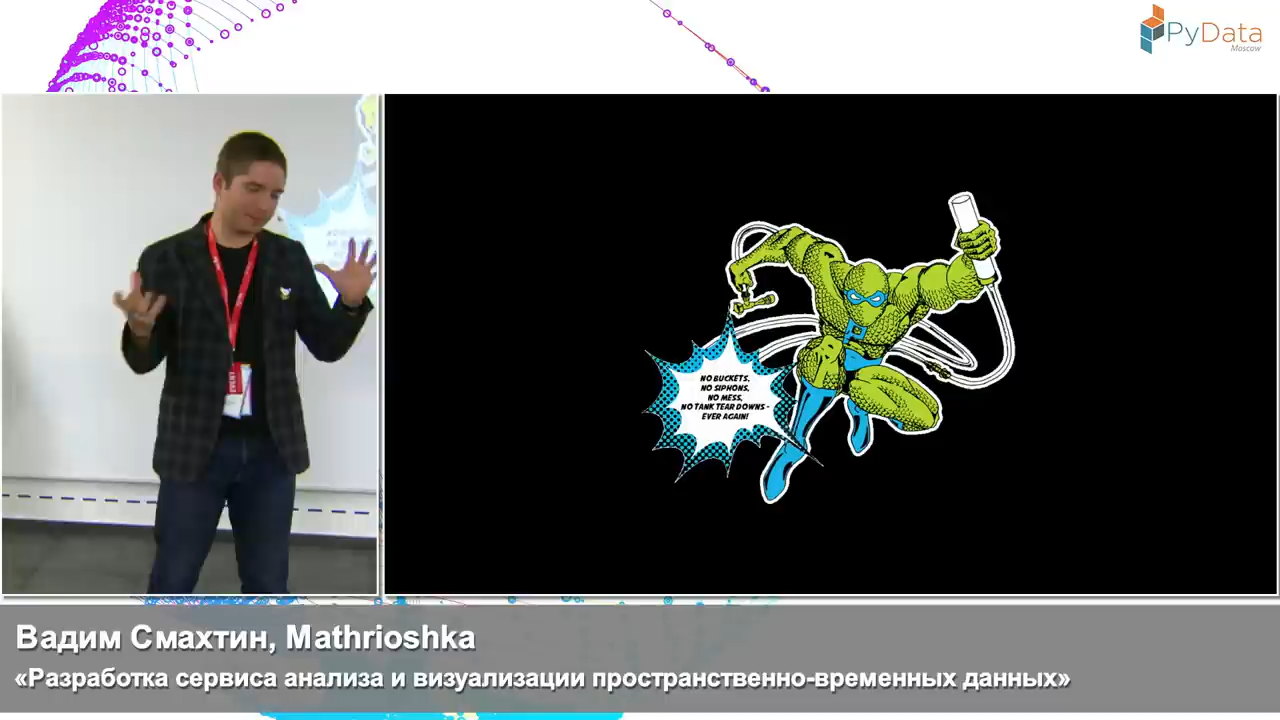 PyData
Moscow
NO BUCKETS,
NO SIPHONS,
NO MESS,
NO TANK TEAR DOWNS -
EVER AGAIN!
EVENT
Вадим Смахтин, Mathrioshka
«Разработка сервиса анализа и визуализации пространственно-временных данных»